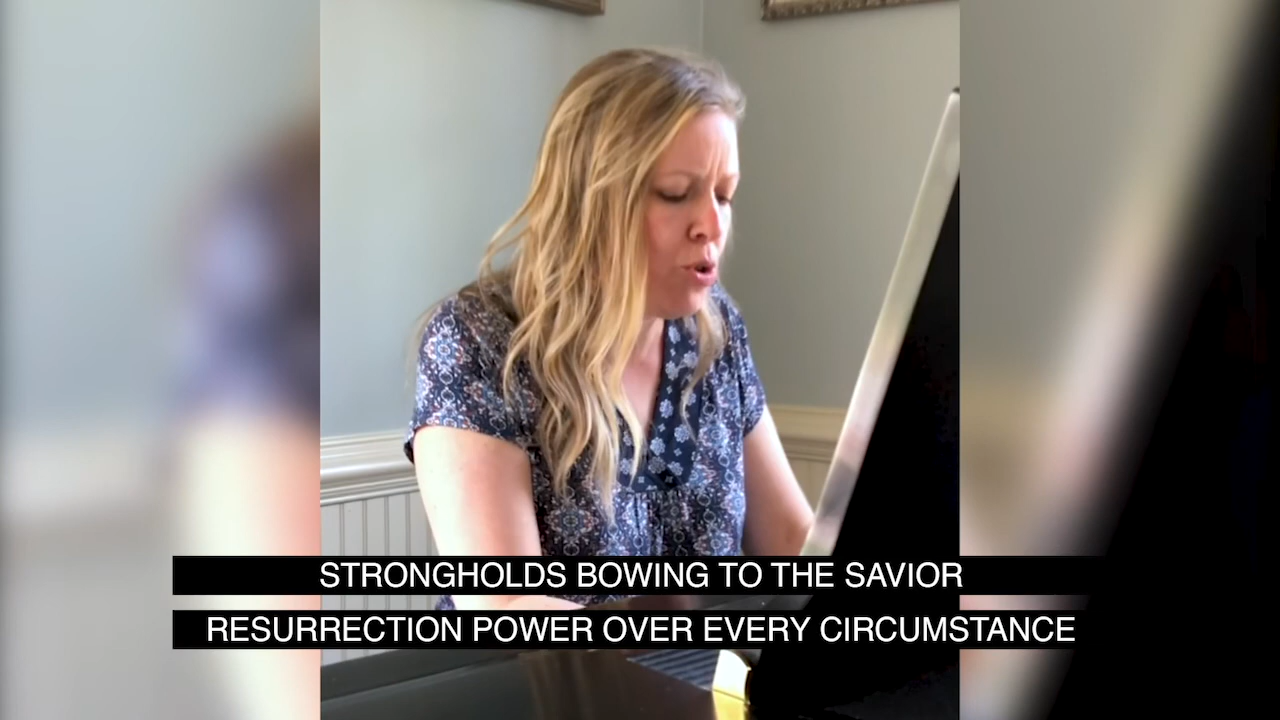 STRONGHOLDS BOWING TO THE SAVIOR
RESURRECTION POWER OVER EVERY CIRCUMSTANCE